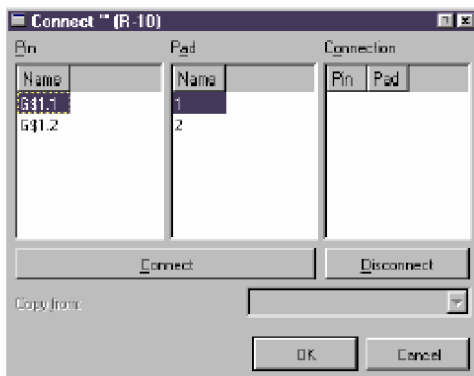 Connect '' (R-10)
Pin Pad Connection
Name Name Pin Pad
G$1.1 1
G$1.2 2
Connect Disconnect
Copy from:
OK Cancel